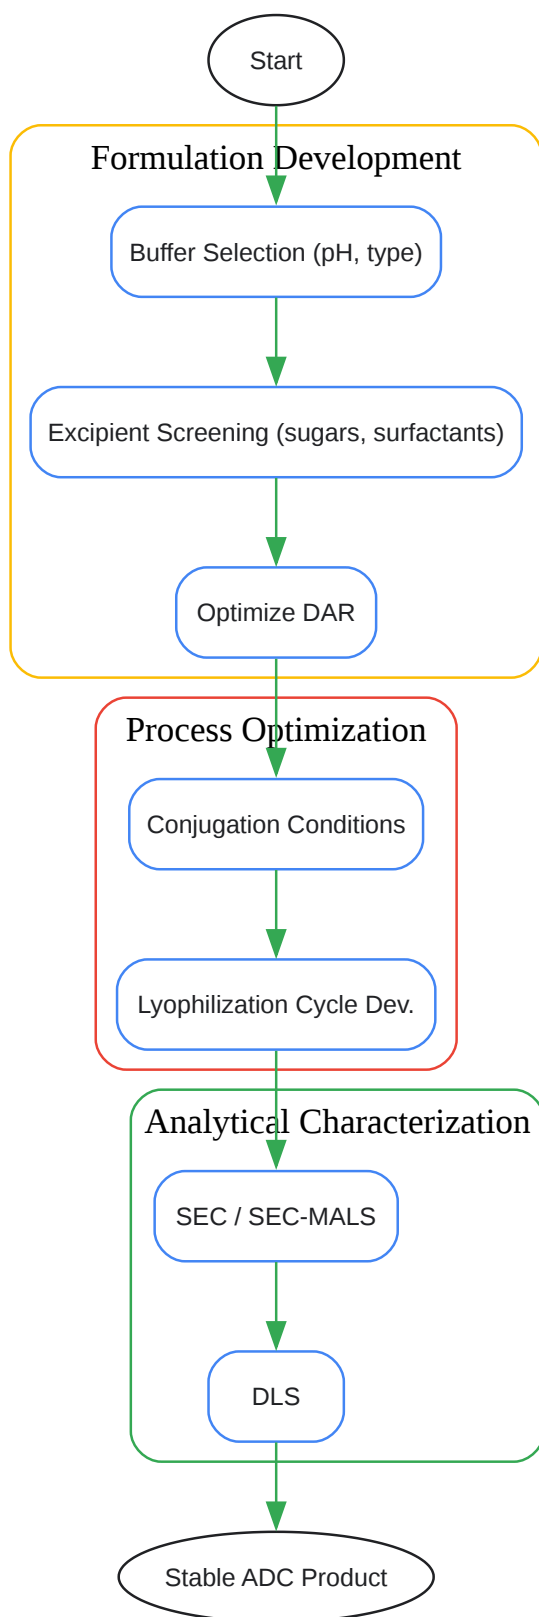 Start
Formulation Development
Buffer Selection (pH, type)
Excipient Screening (sugars, surfactants)
Optimize DAR
Process Optimization
Conjugation Conditions
Lyophilization Cycle Dev.
Analytical Characterization
SEC / SEC-MALS
DLS
Stable ADC Product